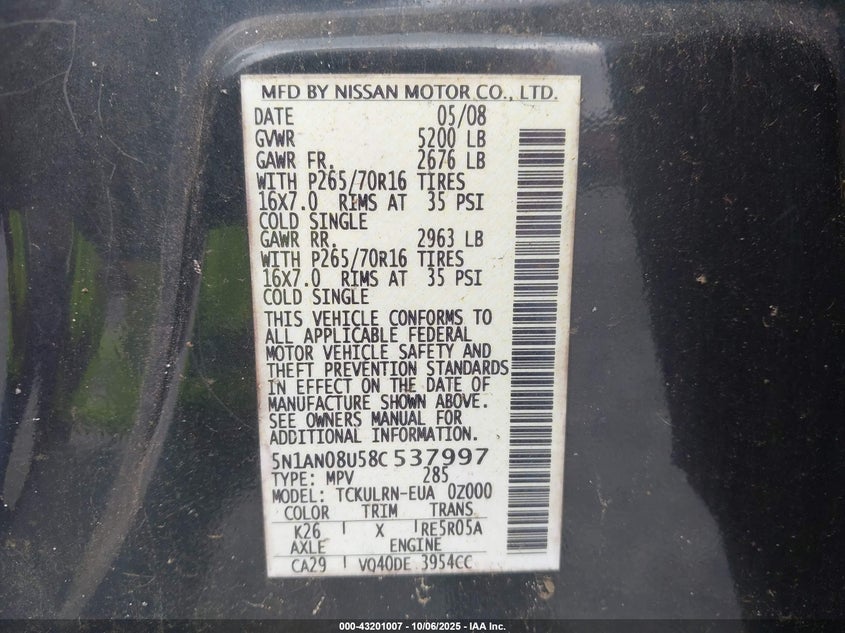 MFD BY NISSAN MOTOR CO., LTD.
DATE 05/08
GVWR 5200 LB
GAWR FR. 2676 LB
WITH P265/70R16 TIRES
16X7.0 RIMS AT 35 PSI
COLD SINGLE
GAWR RR. 2963 LB
WITH P265/70R16 TIRES
16X7.0 RIMS AT 35 PSI
COLD SINGLE
THIS VEHICLE CONFORMS TO
ALL APPLICABLE FEDERAL
MOTOR VEHICLE SAFETY AND
THEFT PREVENTION STANDARDS
IN EFFECT ON THE DATE OF
MANUFACTURE SHOWN ABOVE.
SEE OWNERS MANUAL FOR
ADDITIONAL INFORMATION.
5N1AN08U58C537997
TYPE: MPV 285
MODEL: TCKULRN-EUA 0Z000
COLOR TRIM TRANS
K26 X RE5R05A
AXLE ENGINE
CA29 VQ40DE 3954CC
000-43201007 - 10/06/2025 - IAA Inc.